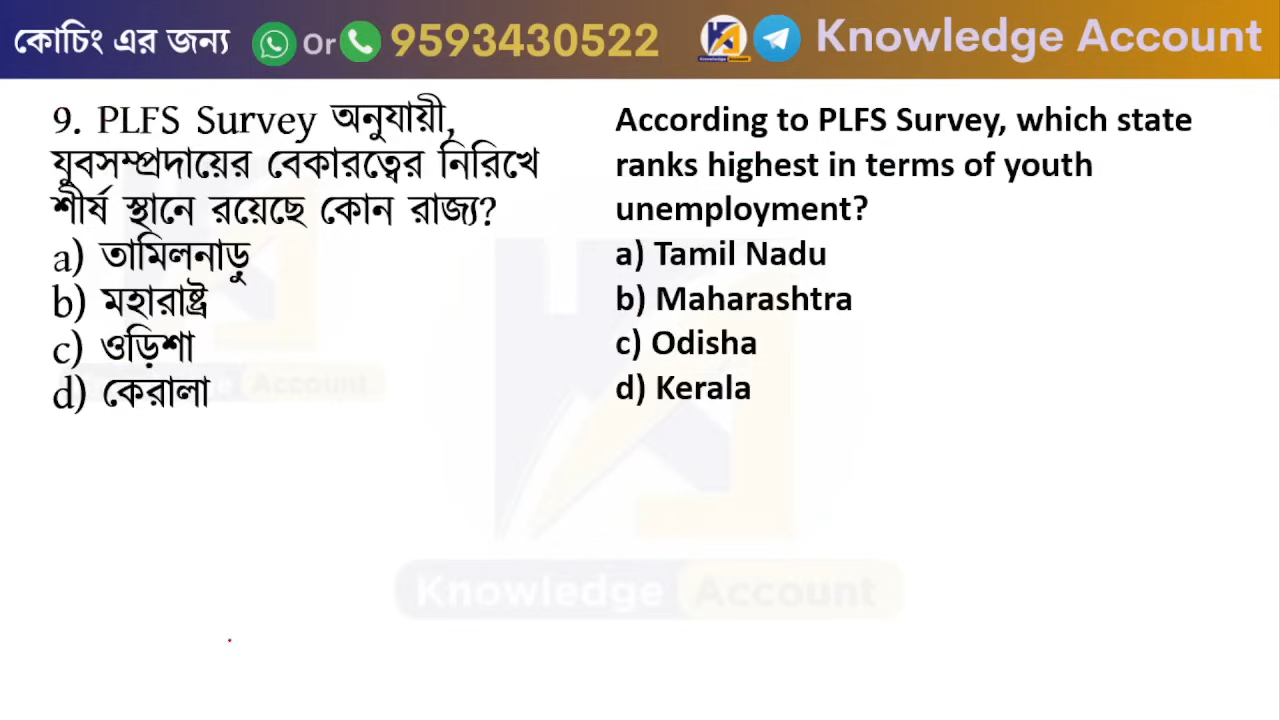 কোচিং এর জন্য Or 9593430522 Knowledge Account
9. PLFS Survey অনুযায়ী,
যুবসম্প্রদায়ের বেকারত্বের নিরিখে
শীর্ষ স্থানে রয়েছে কোন রাজ্য?
a) তামিলনাড়ু
b) মহারাষ্ট্র
c) ওড়িশা
d) কেরালা
According to PLFS Survey, which state
ranks highest in terms of youth
unemployment?
a) Tamil Nadu
b) Maharashtra
c) Odisha
d) Kerala
Account
Knowledge Account